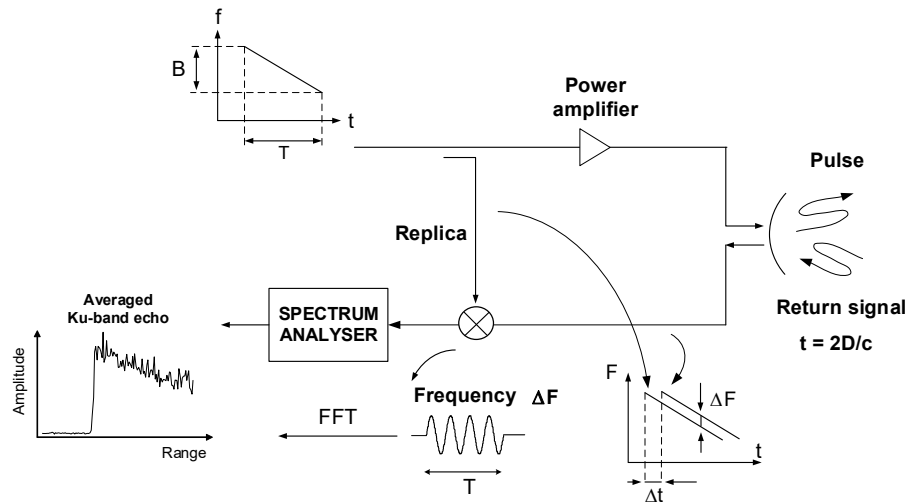 f
B
t
T
Power
amplifier
Pulse
Replica
Return signal
t = 2D/c
Averaged
Ku-band echo
SPECTRUM
ANALYSER
Amplitude
Range
FFT
Frequency ΔF
T
F
ΔF
t
Δt